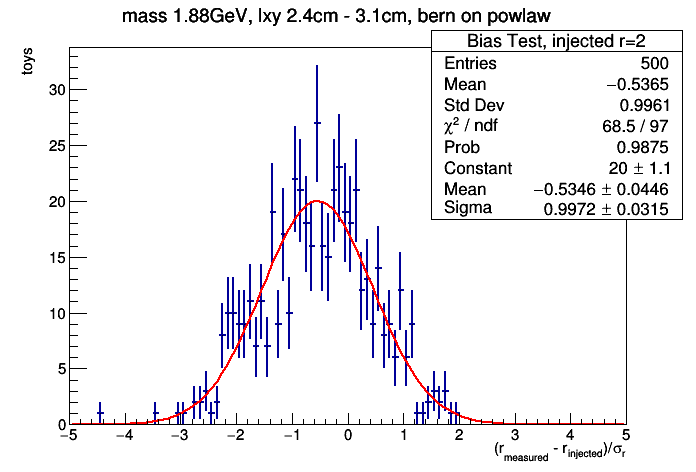 mass 1.88GeV, lxy 2.4cm - 3.1cm, bern on powlaw
Bias Test, injected r=2
Entries 500
Mean −0.5365
Std Dev 0.9961
χ² / ndf 68.5 / 97
Prob 0.9875
Constant 20 ± 1.1
Mean −0.5346 ± 0.0446
Sigma 0.9972 ± 0.0315
toys
30
25
20
15
10
5
0
−5 −4 −3 −2 −1 0 1 2 3 4 5
(r_measured - r_injected)/σ_r